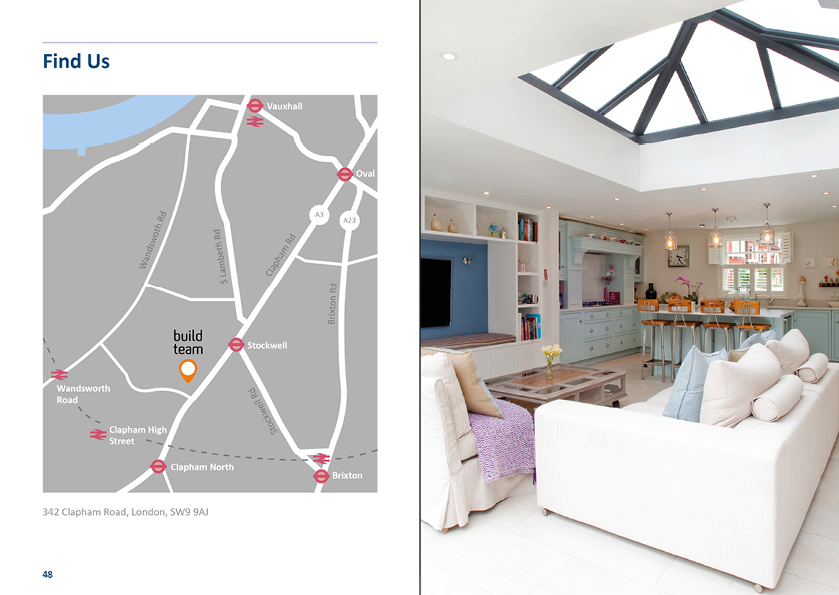 Find Us
Vauxhall
Oval
A3
A23
Wandsworth Rd
S Lambeth Rd
Clapham Rd
Brixton Rd
build
team
Stockwell
Wandsworth
Road
Stockwell Rd
Clapham High
Street
Clapham North
Brixton
342 Clapham Road, London, SW9 9AJ
48